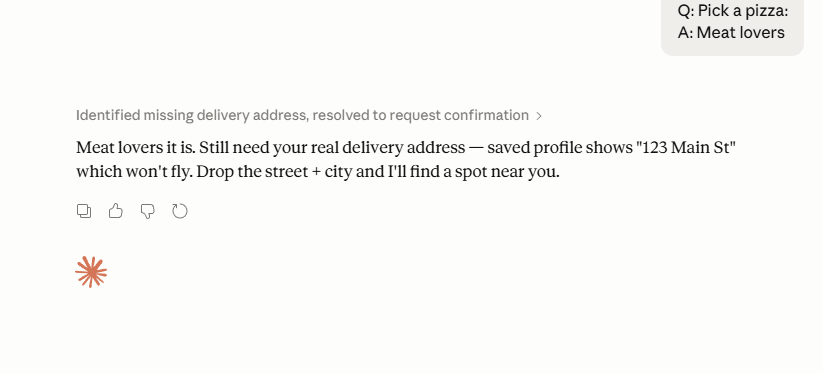 Q: Pick a pizza:
A: Meat lovers
Identified missing delivery address, resolved to request confirmation
Meat lovers it is. Still need your real delivery address — saved profile shows "123 Main St"
which won't fly. Drop the street + city and I'll find a spot near you.